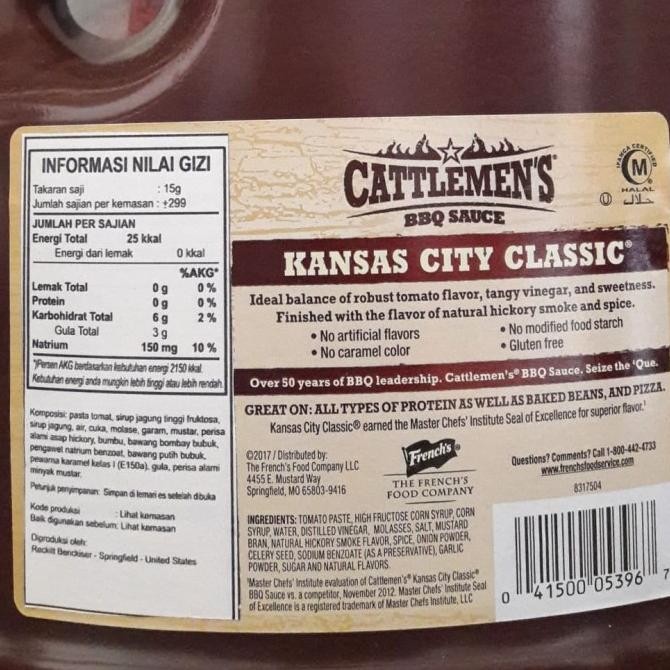 INFORMASI NILAI GIZI
Takaran saji : 15g
Jumlah sajian per kemasan : ±299
JUMLAH PER SAJIAN
Energi Total 25 kkal
Energi dari lemak 0 kkal
%AKG*
Lemak Total 0 g 0 %
Protein 0 g 0 %
Karbohidrat Total 6 g 2 %
Gula Total 3 g
Natrium 150 mg 10 %
*)Persen AKG berdasarkan kebutuhan energi 2150 kkal.
Kebutuhan energi anda mungkin lebih tinggi atau lebih rendah.
Komposisi: pasta tomat, sirup jagung tinggi fruktosa,
sirup jagung, air, cuka, molase, garam, mustar, perisa
alami asap hickory, bumbu, bawang bombay bubuk,
pengawet natrium benzoat, bawang putih bubuk,
pewarna karamel kelas I (E150a), gula, perisa alami
minyak mustar.
Petunjuk penyimpanan: Simpan di lemari es setelah dibuka
Kode produksi : Lihat kemasan
Baik digunakan sebelum: Lihat kemasan
Diproduksi oleh:
Reckitt Benckiser - Springfield - United States
CATTLEMEN'S®
BBQ SAUCE
IFANCA CERTIFIED
M
®
HALAL
حلال
U
KANSAS CITY CLASSIC®
Ideal balance of robust tomato flavor, tangy vinegar, and sweetness.
Finished with the flavor of natural hickory smoke and spice.
• No artificial flavors • No modified food starch
• No caramel color • Gluten free
Over 50 years of BBQ leadership. Cattlemen's® BBQ Sauce. Seize the 'Que.
GREAT ON: ALL TYPES OF PROTEIN AS WELL AS BAKED BEANS, AND PIZZA.
Kansas City Classic® earned the Master Chefs' Institute Seal of Excellence for superior flavor.¹
©2017 / Distributed by:
The French's Food Company LLC
4455 E. Mustard Way
Springfield, MO 65803-9416
French's®
THE FRENCH'S
FOOD COMPANY
Questions? Comments? Call 1-800-442-4733
www.frenchsfoodservice.com
8317504
INGREDIENTS: TOMATO PASTE, HIGH FRUCTOSE CORN SYRUP, CORN
SYRUP, WATER, DISTILLED VINEGAR, MOLASSES, SALT, MUSTARD
BRAN, NATURAL HICKORY SMOKE FLAVOR, SPICE, ONION POWDER,
CELERY SEED, SODIUM BENZOATE (AS A PRESERVATIVE), GARLIC
POWDER, SUGAR AND NATURAL FLAVORS.
¹Master Chefs' Institute evaluation of Cattlemen's® Kansas City Classic®
BBQ Sauce vs. a competitor, November 2012. Master Chefs' Institute Seal
of Excellence is a registered trademark of Master Chefs Institute, LLC
0 41500 05396 7